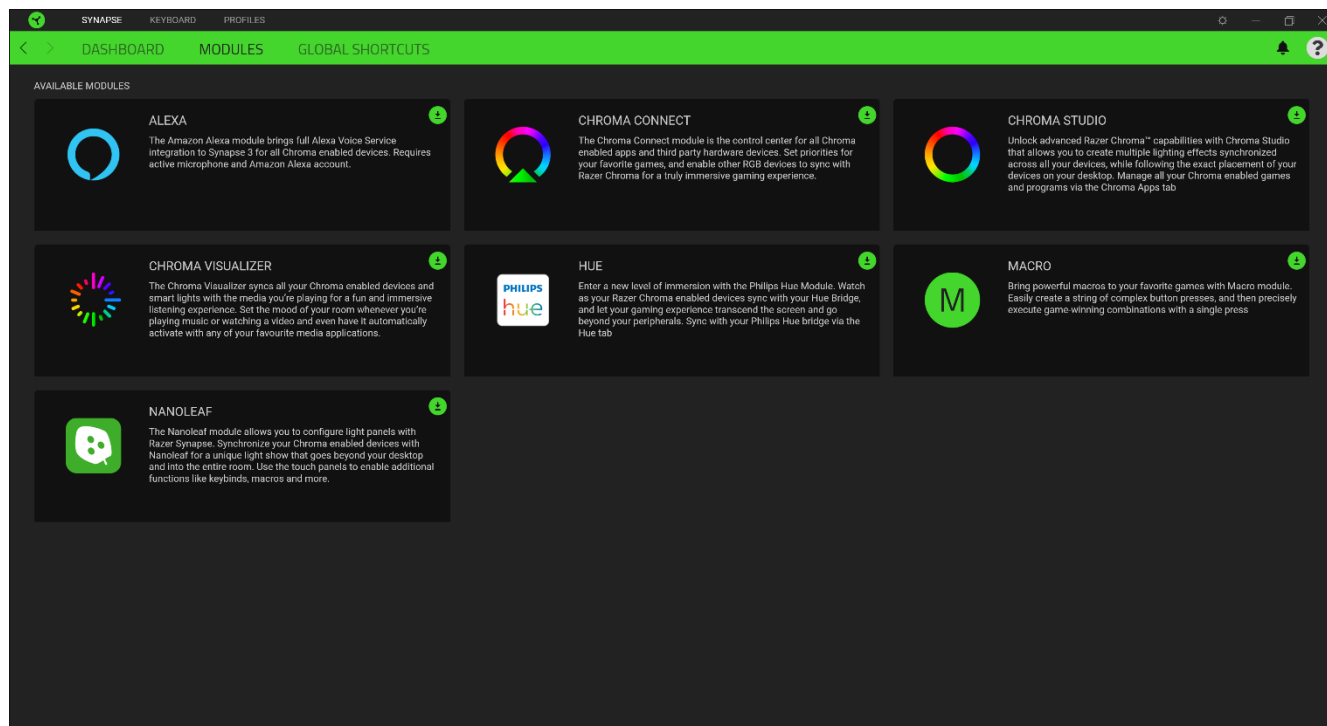 SYNAPSE KEYBOARD PROFILES
DASHBOARD MODULES GLOBAL SHORTCUTS
?
AVAILABLE MODULES
ALEXA
The Amazon Alexa module brings full Alexa Voice Service
integration to Synapse 3 for all Chroma enabled devices. Requires
active microphone and Amazon Alexa account.
CHROMA CONNECT
The Chroma Connect module is the control center for all Chroma
enabled apps and third party hardware devices. Set priorities for
your favorite games, and enable other RGB devices to sync with
Razer Chroma for a truly immersive gaming experience.
CHROMA STUDIO
Unlock advanced Razer Chroma™ capabilities with Chroma Studio
that allows you to create multiple lighting effects synchronized
across all your devices, while following the exact placement of your
devices on your desktop. Manage all your Chroma enabled games
and programs via the Chroma Apps tab
CHROMA VISUALIZER
The Chroma Visualizer syncs all your Chroma enabled devices and
smart lights with the media you're playing for a fun and immersive
listening experience. Set the mood of your room whenever you're
playing music or watching a video and even have it automatically
activate with any of your favourite media applications.
PHILIPS
hue
HUE
Enter a new level of immersion with the Philips Hue Module. Watch
as your Razer Chroma enabled devices sync with your Hue Bridge,
and let your gaming experience transcend the screen and go
beyond your peripherals. Sync with your Philips Hue bridge via the
Hue tab
M
MACRO
Bring powerful macros to your favorite games with Macro module.
Easily create a string of complex button presses, and then precisely
execute game-winning combinations with a single press
NANOLEAF
The Nanoleaf module allows you to configure light panels with
Razer Synapse. Synchronize your Chroma enabled devices with
Nanoleaf for a unique light show that goes beyond your desktop
and into the entire room. Use the touch panels to enable additional
functions like keybinds, macros and more.